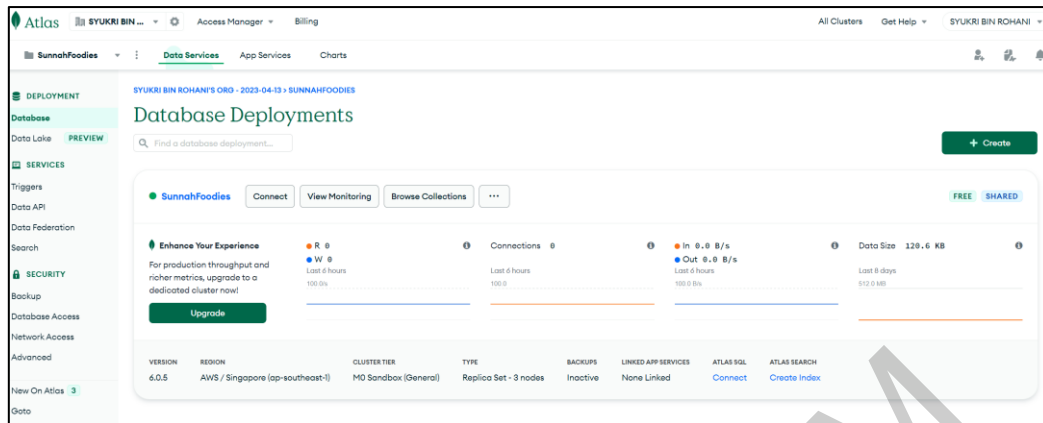 Atlas SYUKRI BIN ... Access Manager Billing All Clusters Get Help SYUKRI BIN ROHANI
SunnahFoodies Data Services App Services Charts
DEPLOYMENT
Database
Data Lake PREVIEW
SERVICES
Triggers
Data API
Data Federation
Search
SECURITY
Backup
Database Access
Network Access
Advanced
New On Atlas 3
Goto
SYUKRI BIN ROHANI'S ORG - 2023-04-13 > SUNNAHFOODIES
Database Deployments
Find a database deployment...
+ Create
SunnahFoodies Connect View Monitoring Browse Collections ... FREE SHARED
Enhance Your Experience
For production throughput and
richer metrics, upgrade to a
dedicated cluster now!
Upgrade
R 0
W 0
Last 6 hours
100.0/s
Connections 0
Last 6 hours
100.0
In 0.0 B/s
Out 0.0 B/s
Last 6 hours
100.0 B/s
Data Size 120.6 KB
Last 8 days
512.0 MB
VERSION REGION CLUSTER TIER TYPE BACKUPS LINKED APP SERVICES ATLAS SQL ATLAS SEARCH
6.0.5 AWS / Singapore (ap-southeast-1) M0 Sandbox (General) Replica Set - 3 nodes Inactive None Linked Connect Create Index